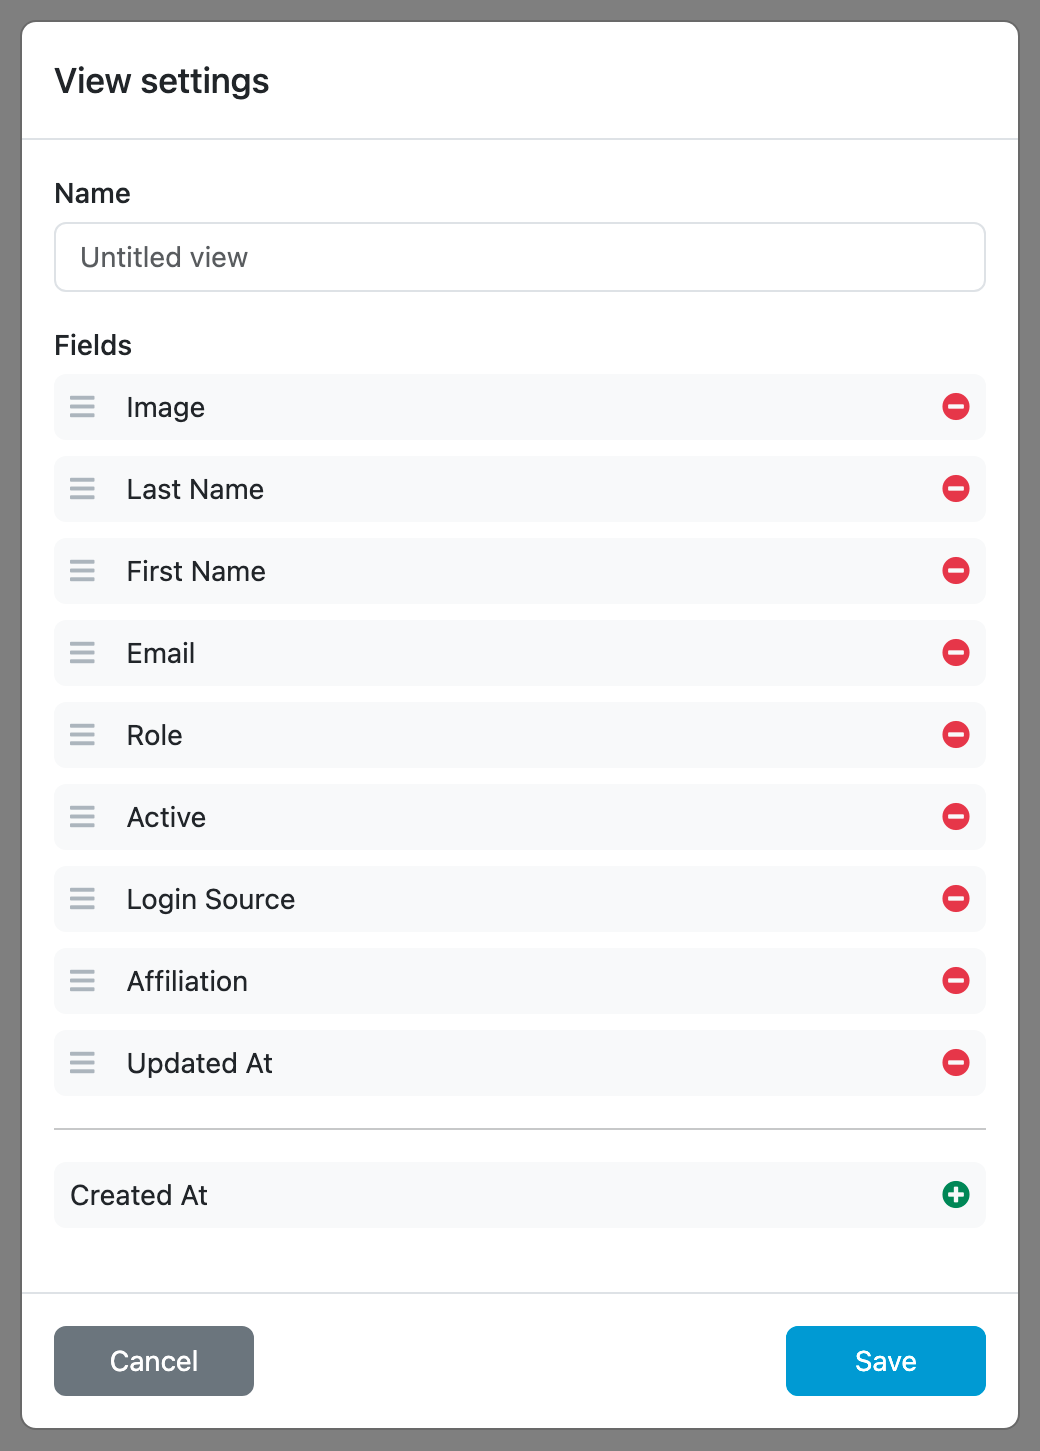 View settings
Name
Untitled view
Fields
Image
Last Name
First Name
Email
Role
Active
Login Source
Affiliation
Updated At
Created At
Cancel
Save